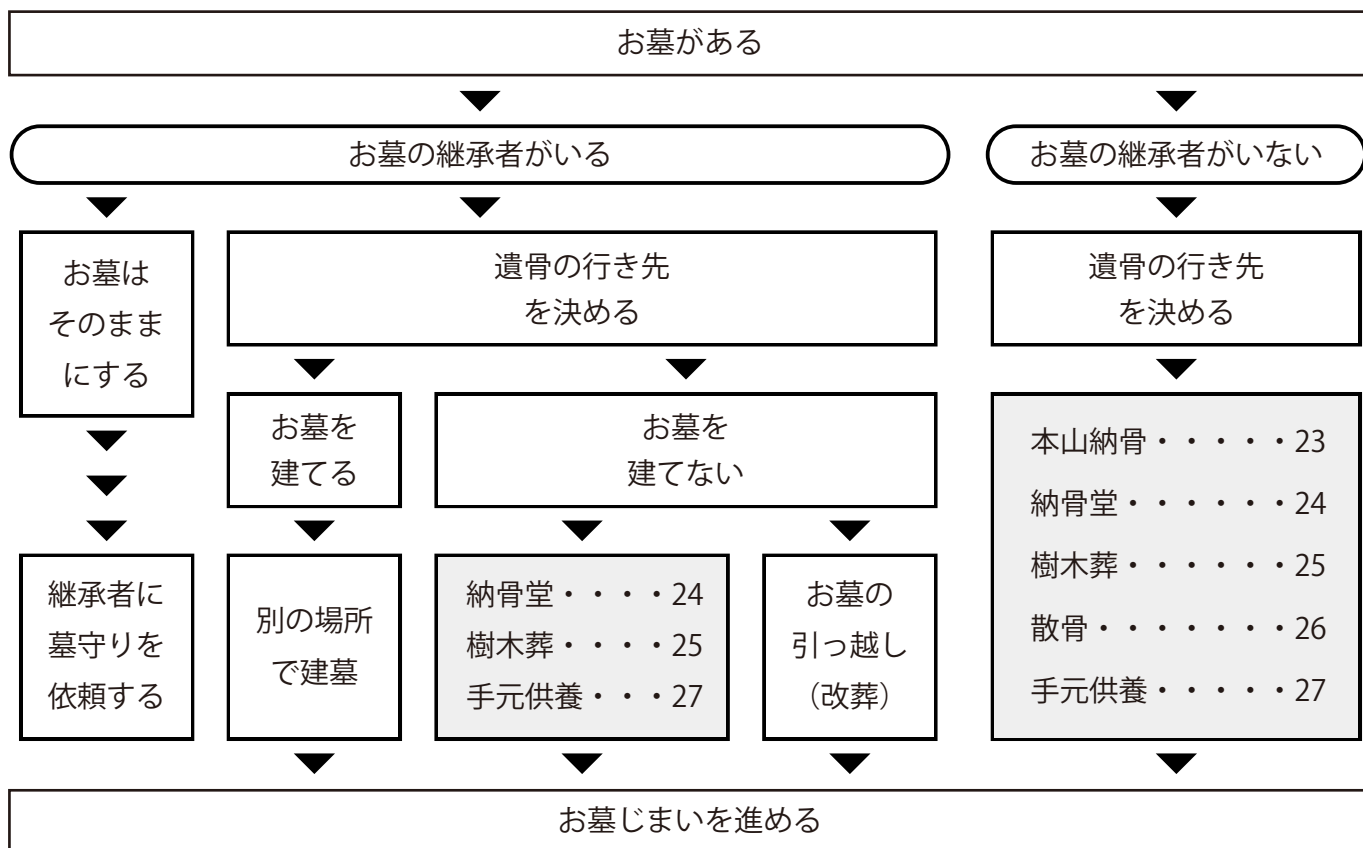 お墓がある
お墓の継承者がいる
お墓の継承者がいない
お墓は
そのまま
にする
遺骨の行き先
を決める
遺骨の行き先
を決める
お墓を
建てる
お墓を
建てない
継承者に
墓守りを
依頼する
別の場所
で建墓
納骨堂・・・・24
樹木葬・・・・25
手元供養・・・27
お墓の
引っ越し
（改葬）
本山納骨・・・・・23
納骨堂・・・・・・24
樹木葬・・・・・・25
散骨・・・・・・・26
手元供養・・・・・27
お墓じまいを進める